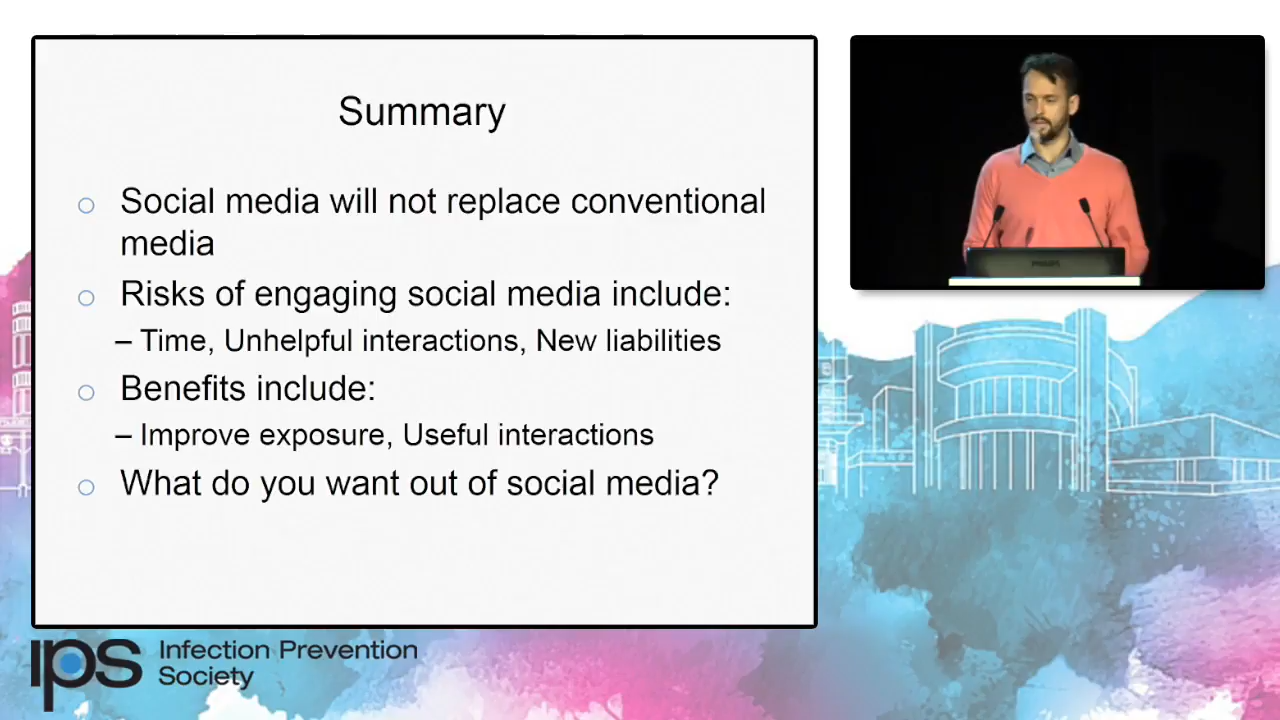 Summary
○ Social media will not replace conventional
media
○ Risks of engaging social media include:
– Time, Unhelpful interactions, New liabilities
○ Benefits include:
– Improve exposure, Useful interactions
○ What do you want out of social media?
PHILIPS
IPS
Infection Prevention
Society